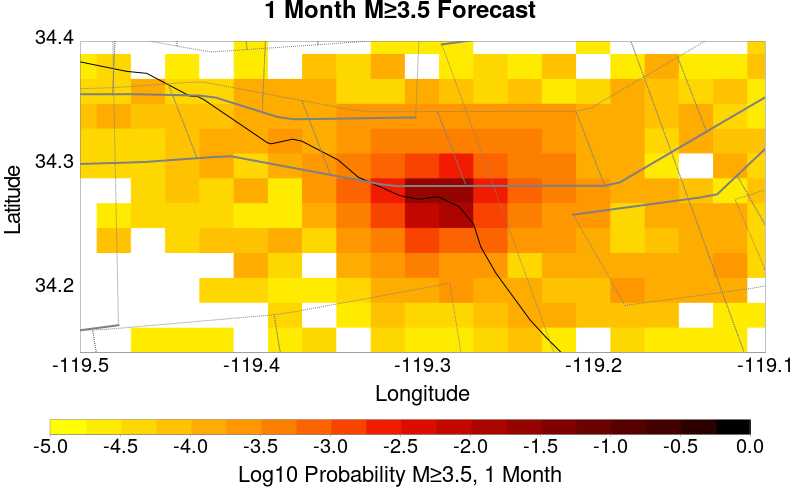 1 Month M≥3.5 Forecast
34.4
34.3
34.2
Latitude
-119.5 -119.4 -119.3 -119.2 -119.1
Longitude
-5.0 -4.5 -4.0 -3.5 -3.0 -2.5 -2.0 -1.5 -1.0 -0.5 0.0
Log10 Probability M≥3.5, 1 Month